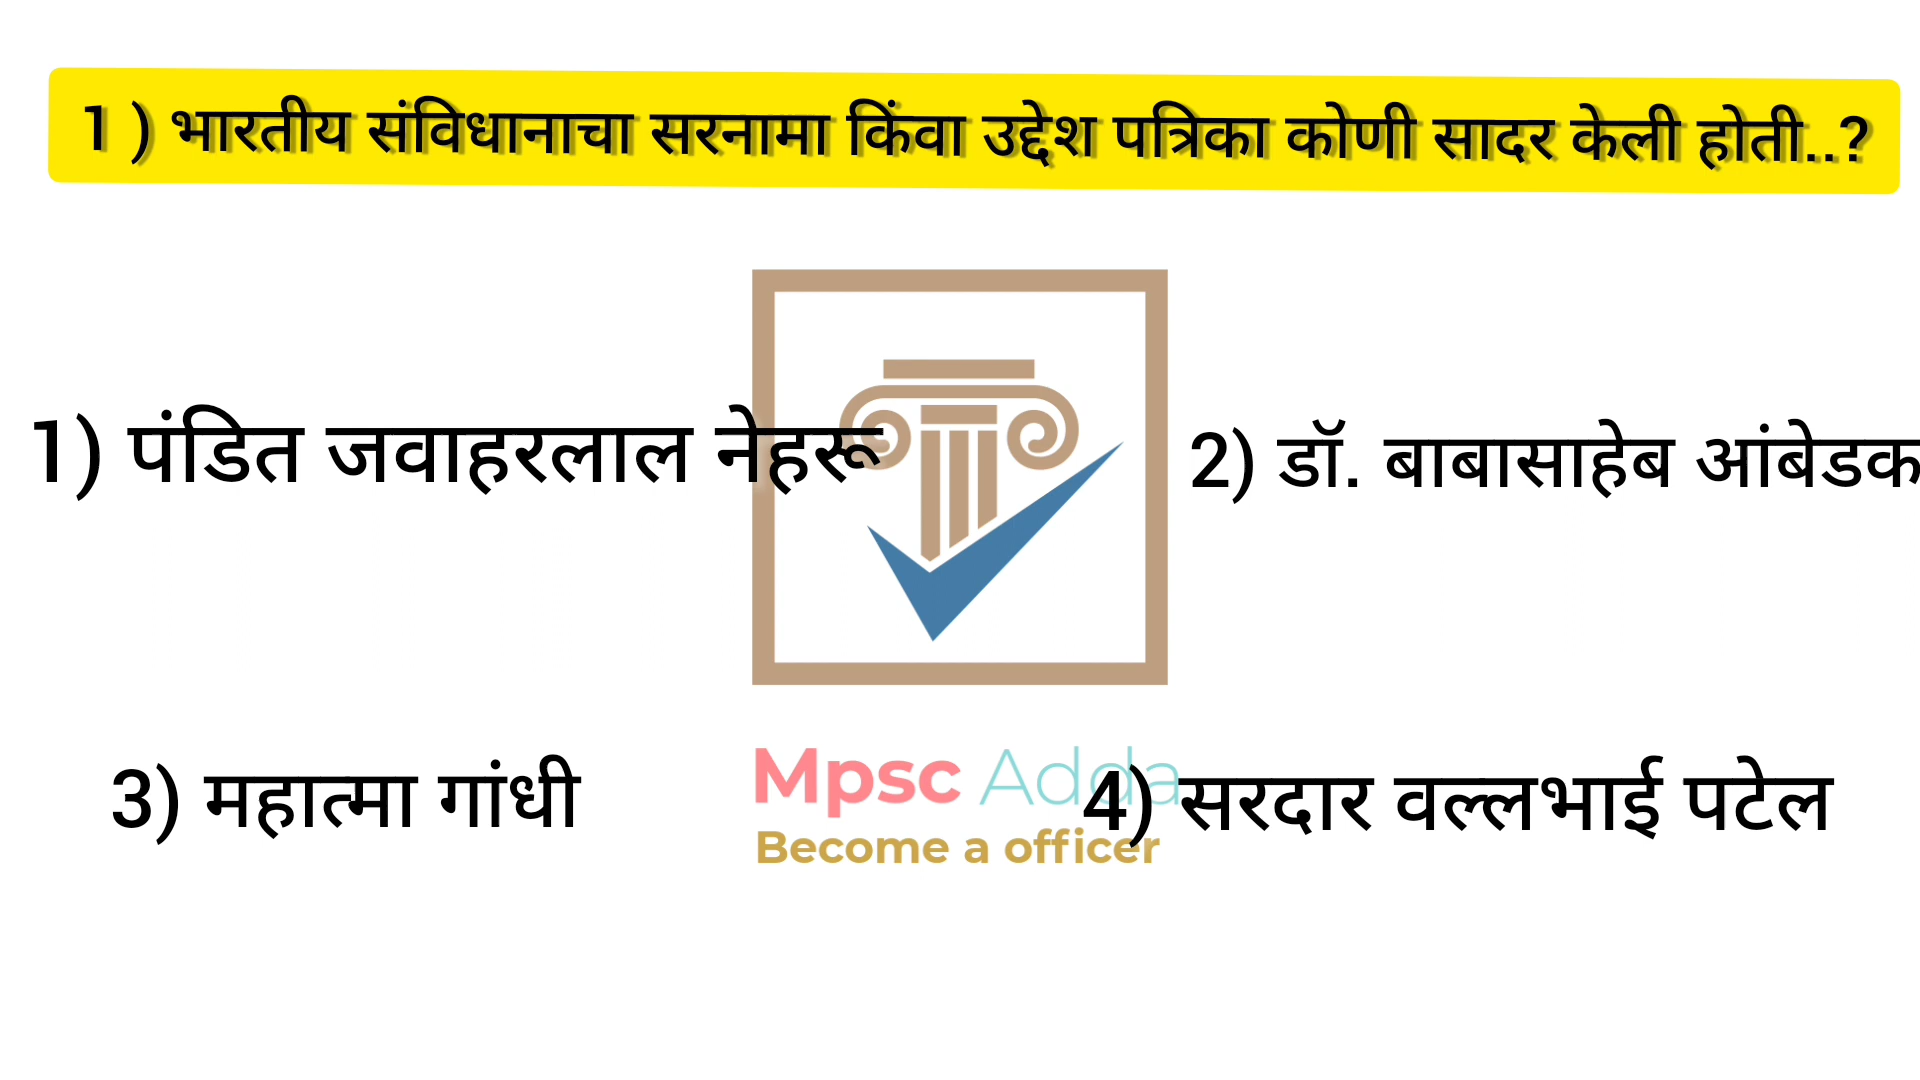 1 ) भारतीय संविधानाचा सरनामा किंवा उद्देश पत्रिका कोणी सादर केली होती..?
1) पंडित जवाहरलाल नेहरू
2) डॉ. बाबासाहेब आंबेडक
3) महात्मा गांधी
4) सरदार वल्लभाई पटेल
Mpsc Adda
Become a officer